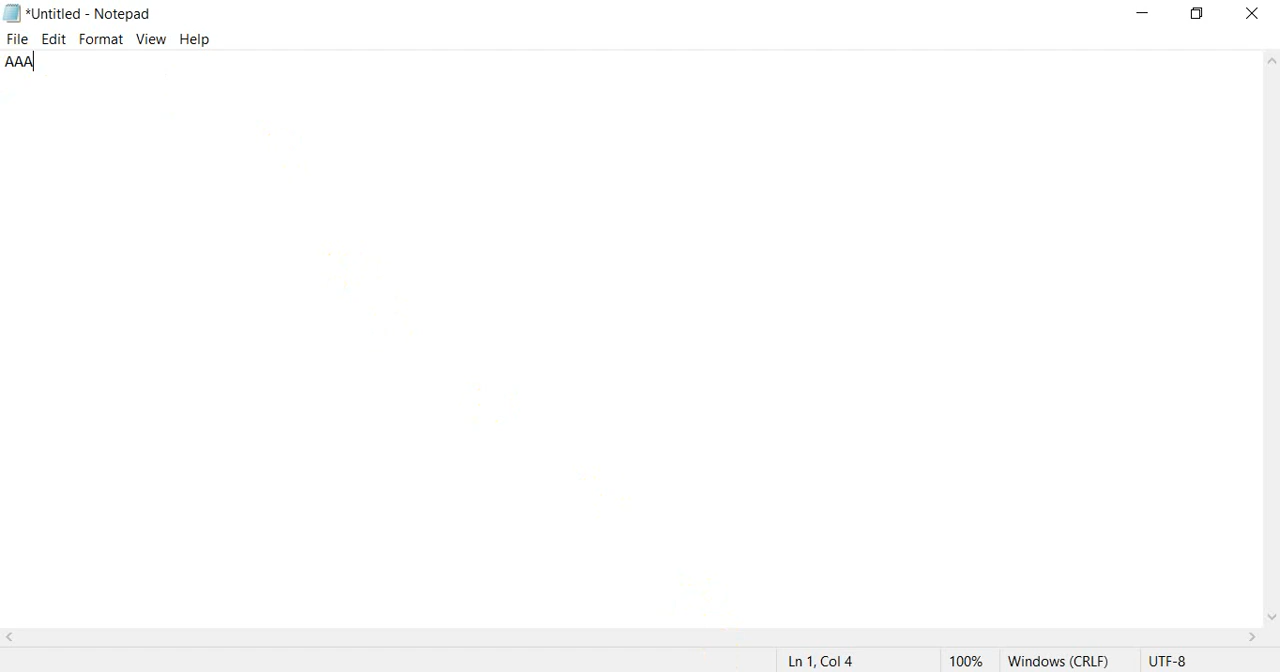 *Untitled - Notepad
File Edit Format View Help
AAA
Ln 1, Col 4 100% Windows (CRLF) UTF-8